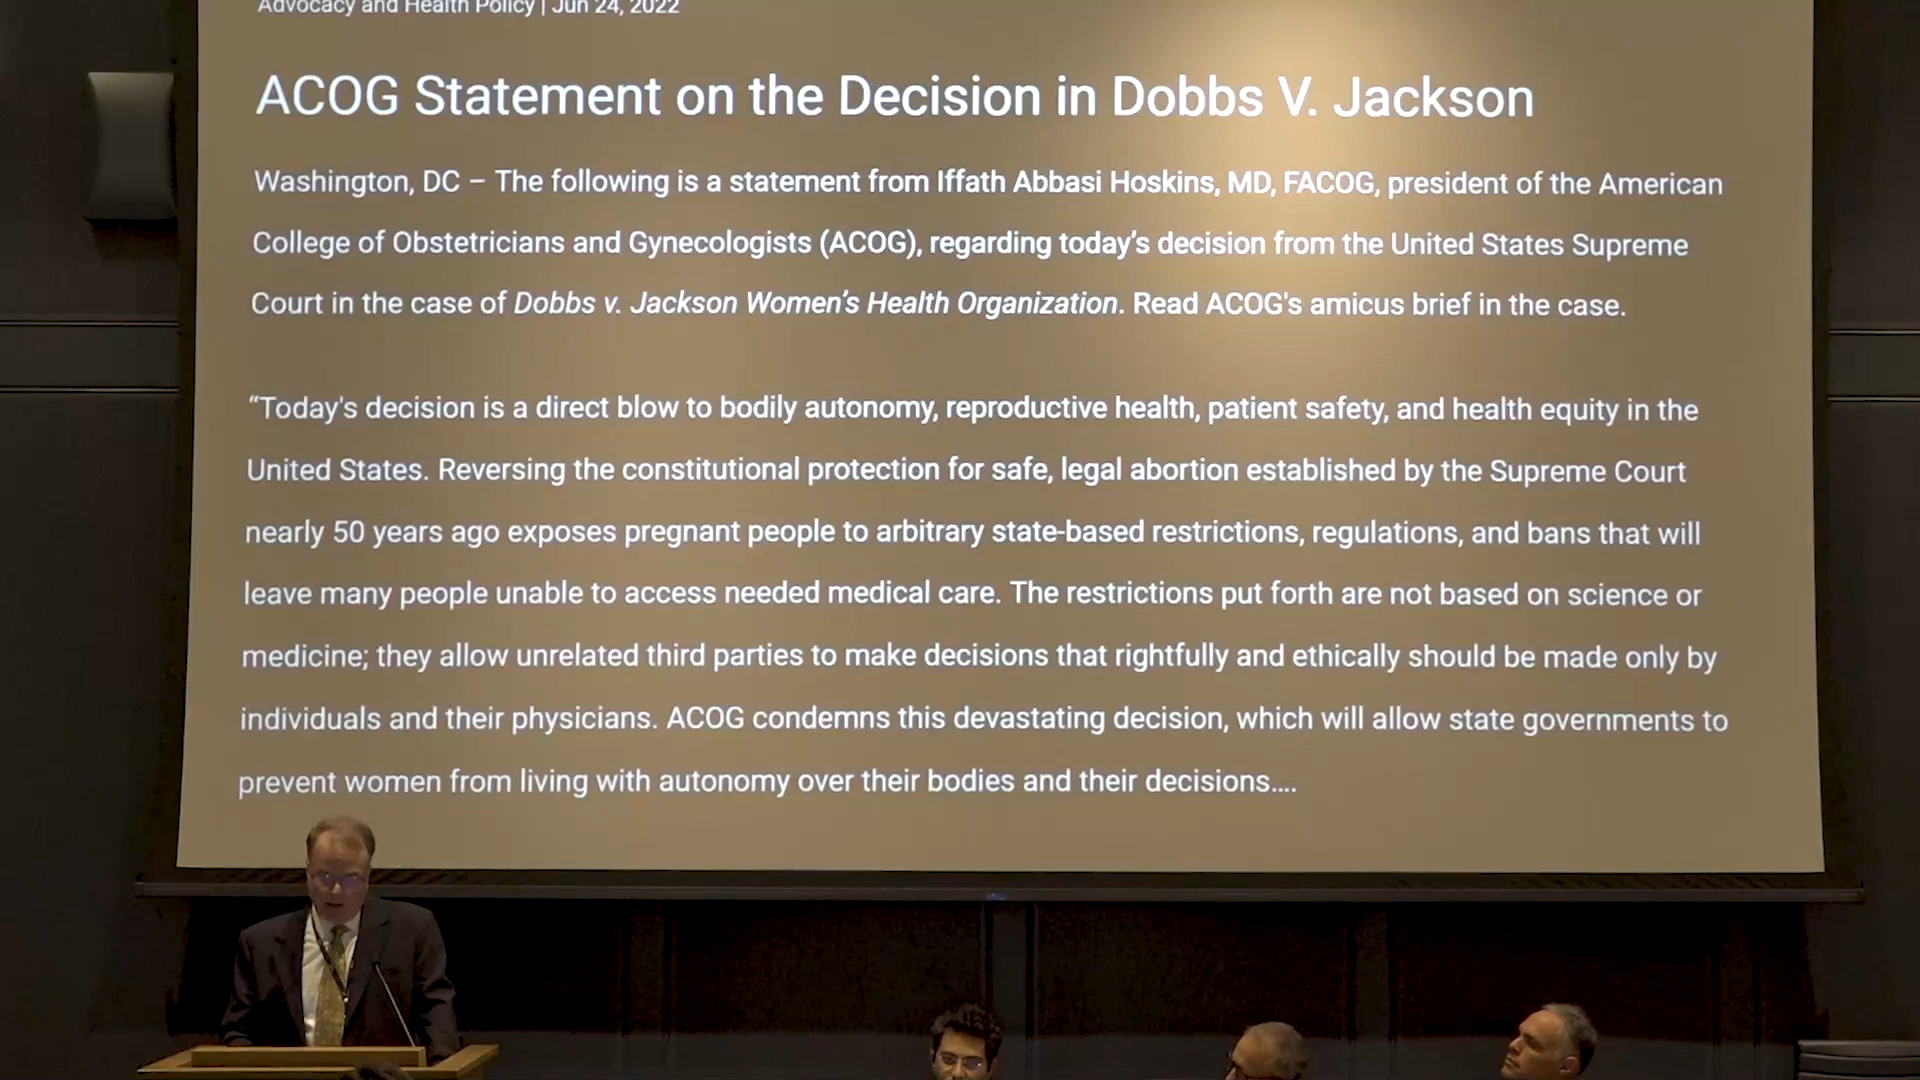 Advocacy and Health Policy | Jun 24, 2022
ACOG Statement on the Decision in Dobbs V. Jackson
Washington, DC – The following is a statement from Iffath Abbasi Hoskins, MD, FACOG, president of the American
College of Obstetricians and Gynecologists (ACOG), regarding today’s decision from the United States Supreme
Court in the case of Dobbs v. Jackson Women’s Health Organization. Read ACOG's amicus brief in the case.
“Today's decision is a direct blow to bodily autonomy, reproductive health, patient safety, and health equity in the
United States. Reversing the constitutional protection for safe, legal abortion established by the Supreme Court
nearly 50 years ago exposes pregnant people to arbitrary state-based restrictions, regulations, and bans that will
leave many people unable to access needed medical care. The restrictions put forth are not based on science or
medicine; they allow unrelated third parties to make decisions that rightfully and ethically should be made only by
individuals and their physicians. ACOG condemns this devastating decision, which will allow state governments to
prevent women from living with autonomy over their bodies and their decisions….